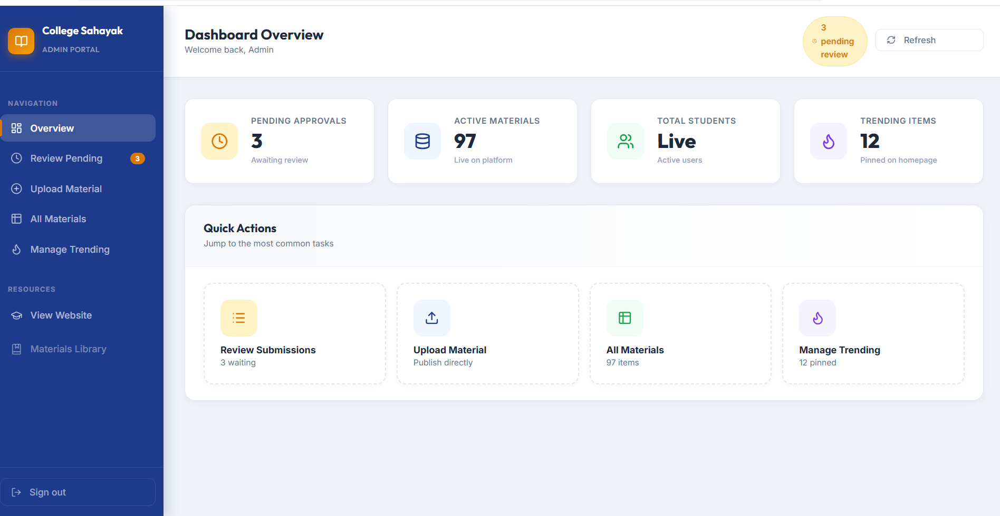 College Sahayak
ADMIN PORTAL
NAVIGATION
Overview
Review Pending 3
Upload Material
All Materials
Manage Trending
RESOURCES
View Website
Materials Library
Sign out
Dashboard Overview
Welcome back, Admin
3
pending
review
Refresh
PENDING APPROVALS
3
Awaiting review
ACTIVE MATERIALS
97
Live on platform
TOTAL STUDENTS
Live
Active users
TRENDING ITEMS
12
Pinned on homepage
Quick Actions
Jump to the most common tasks
Review Submissions
3 waiting
Upload Material
Publish directly
All Materials
97 items
Manage Trending
12 pinned